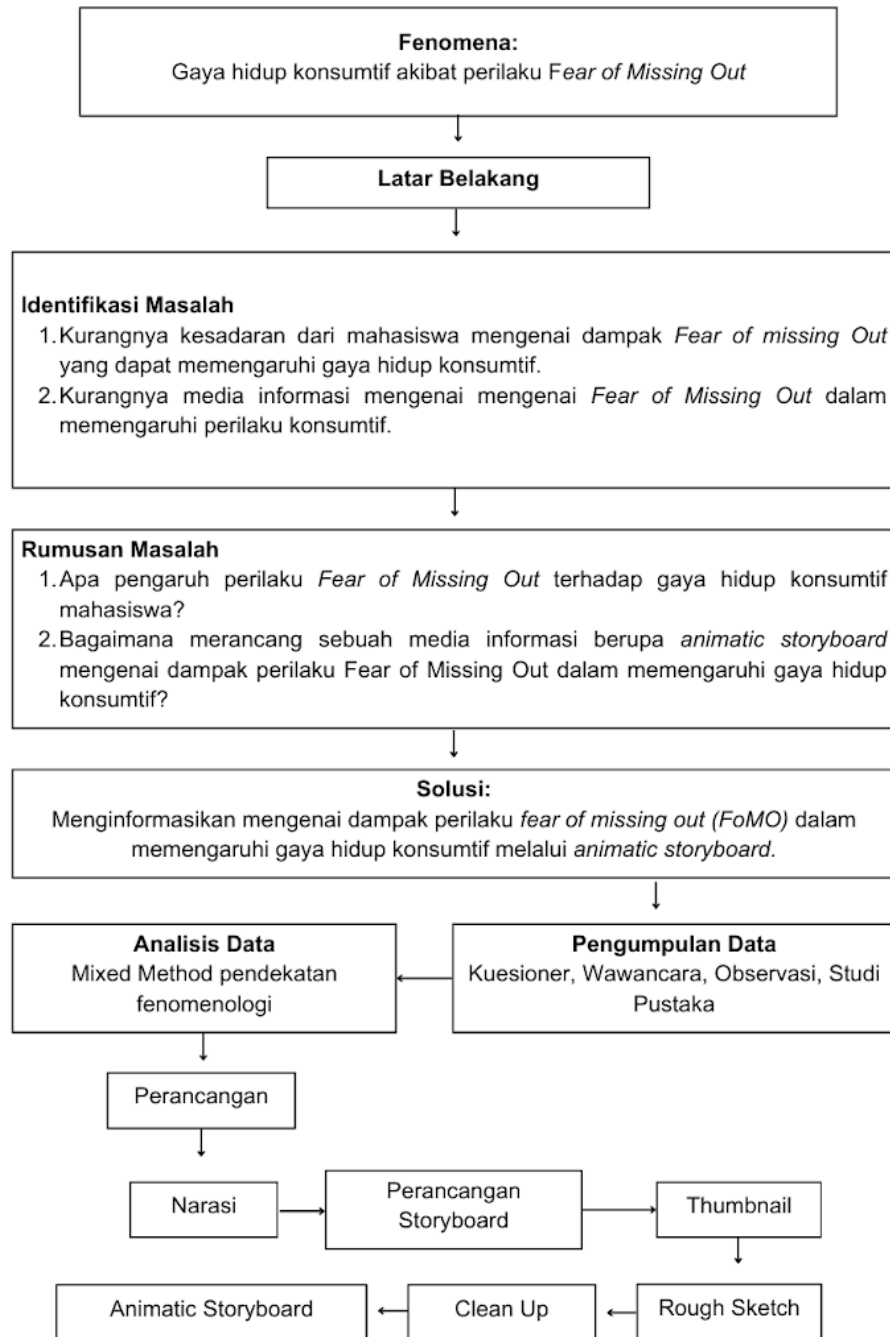 Fenomena:
Gaya hidup konsumtif akibat perilaku Fear of Missing Out
Latar Belakang
Identifikasi Masalah
1. Kurangnya kesadaran dari mahasiswa mengenai dampak Fear of missing Out
yang dapat memengaruhi gaya hidup konsumtif.
2. Kurangnya media informasi mengenai mengenai Fear of Missing Out dalam
memengaruhi perilaku konsumtif.
Rumusan Masalah
1. Apa pengaruh perilaku Fear of Missing Out terhadap gaya hidup konsumtif
mahasiswa?
2. Bagaimana merancang sebuah media informasi berupa animatic storyboard
mengenai dampak perilaku Fear of Missing Out dalam memengaruhi gaya hidup
konsumtif?
Solusi:
Menginformasikan mengenai dampak perilaku fear of missing out (FoMO) dalam
memengaruhi gaya hidup konsumtif melalui animatic storyboard.
Pengumpulan Data
Kuesioner, Wawancara, Observasi, Studi
Pustaka
Analisis Data
Mixed Method pendekatan
fenomenologi
Perancangan
Narasi
Perancangan
Storyboard
Thumbnail
Rough Sketch
Clean Up
Animatic Storyboard